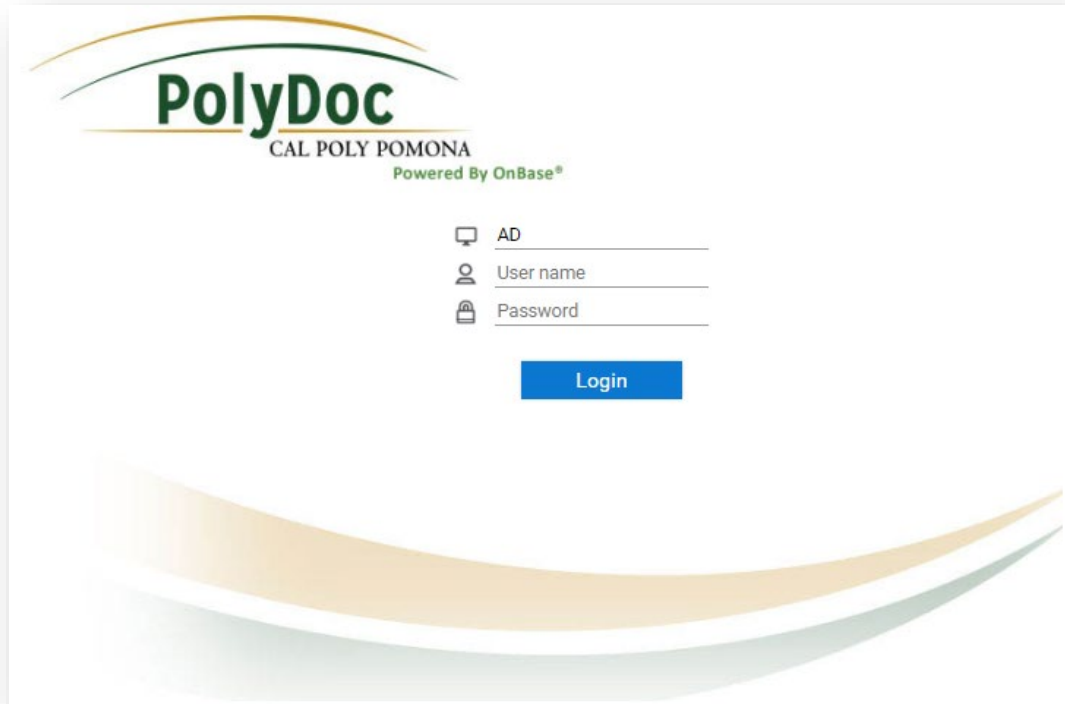 PolyDoc
CAL POLY POMONA
Powered By OnBase®
AD
User name
Password
Login